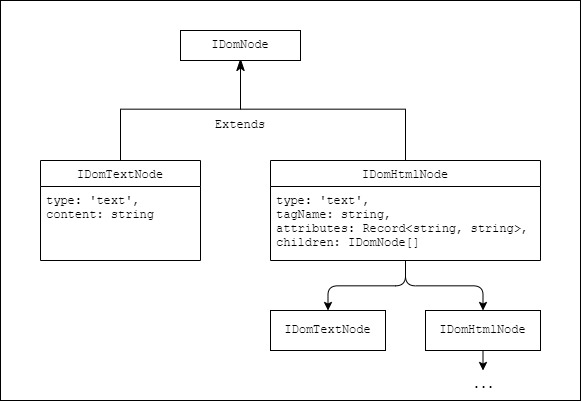 IDomNode
Extends
IDomTextNode
type: 'text',
content: string
IDomHtmlNode
type: 'text',
tagName: string,
attributes: Record<string, string>,
children: IDomNode[]
IDomTextNode
IDomHtmlNode
...